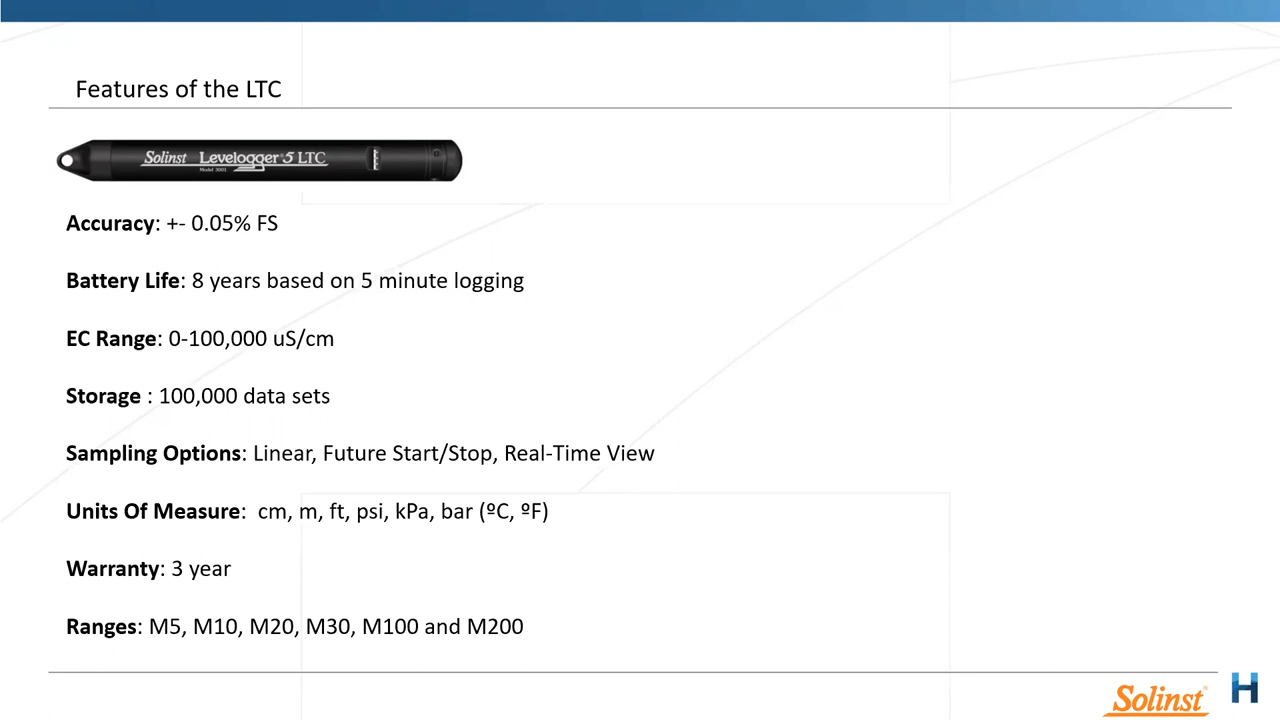 Features of the LTC
Solinst Levelogger 5 LTC
Model 3001
Accuracy: +- 0.05% FS
Battery Life: 8 years based on 5 minute logging
EC Range: 0-100,000 uS/cm
Storage : 100,000 data sets
Sampling Options: Linear, Future Start/Stop, Real-Time View
Units Of Measure:  cm, m, ft, psi, kPa, bar (ºC, ºF)
Warranty: 3 year
Ranges: M5, M10, M20, M30, M100 and M200
Solinst® H